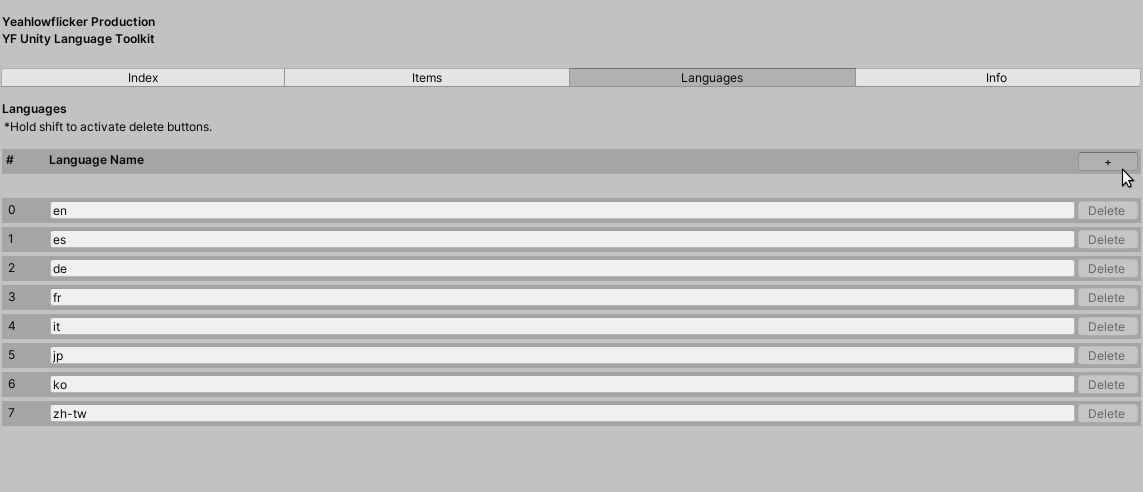 Yeahlowflicker Production
YF Unity Language Toolkit
Index Items Languages Info
Languages
*Hold shift to activate delete buttons.
# Language Name +
0 en Delete
1 es Delete
2 de Delete
3 fr Delete
4 it Delete
5 jp Delete
6 ko Delete
7 zh-tw Delete